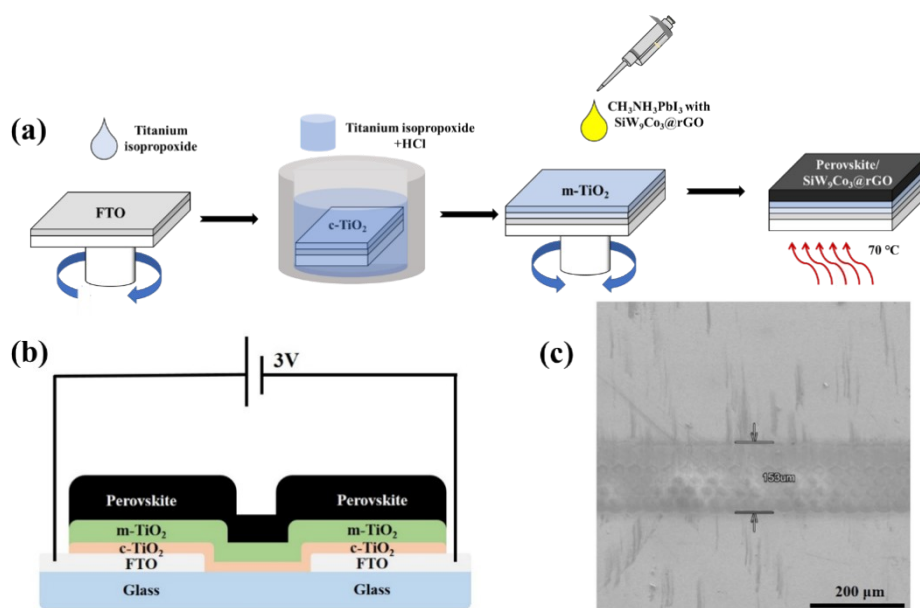 (a)
Titanium
isopropoxide
FTO
Titanium isopropoxide
+HCl
c-TiO₂
CH₃NH₃PbI₃ with
SiW₉Co₃@rGO
m-TiO₂
Perovskite/
SiW₉Co₃@rGO
70 °C
(b)
3V
Perovskite
Perovskite
m-TiO₂
m-TiO₂
c-TiO₂
c-TiO₂
FTO
FTO
Glass
Glass
(c)
153um
200 μm